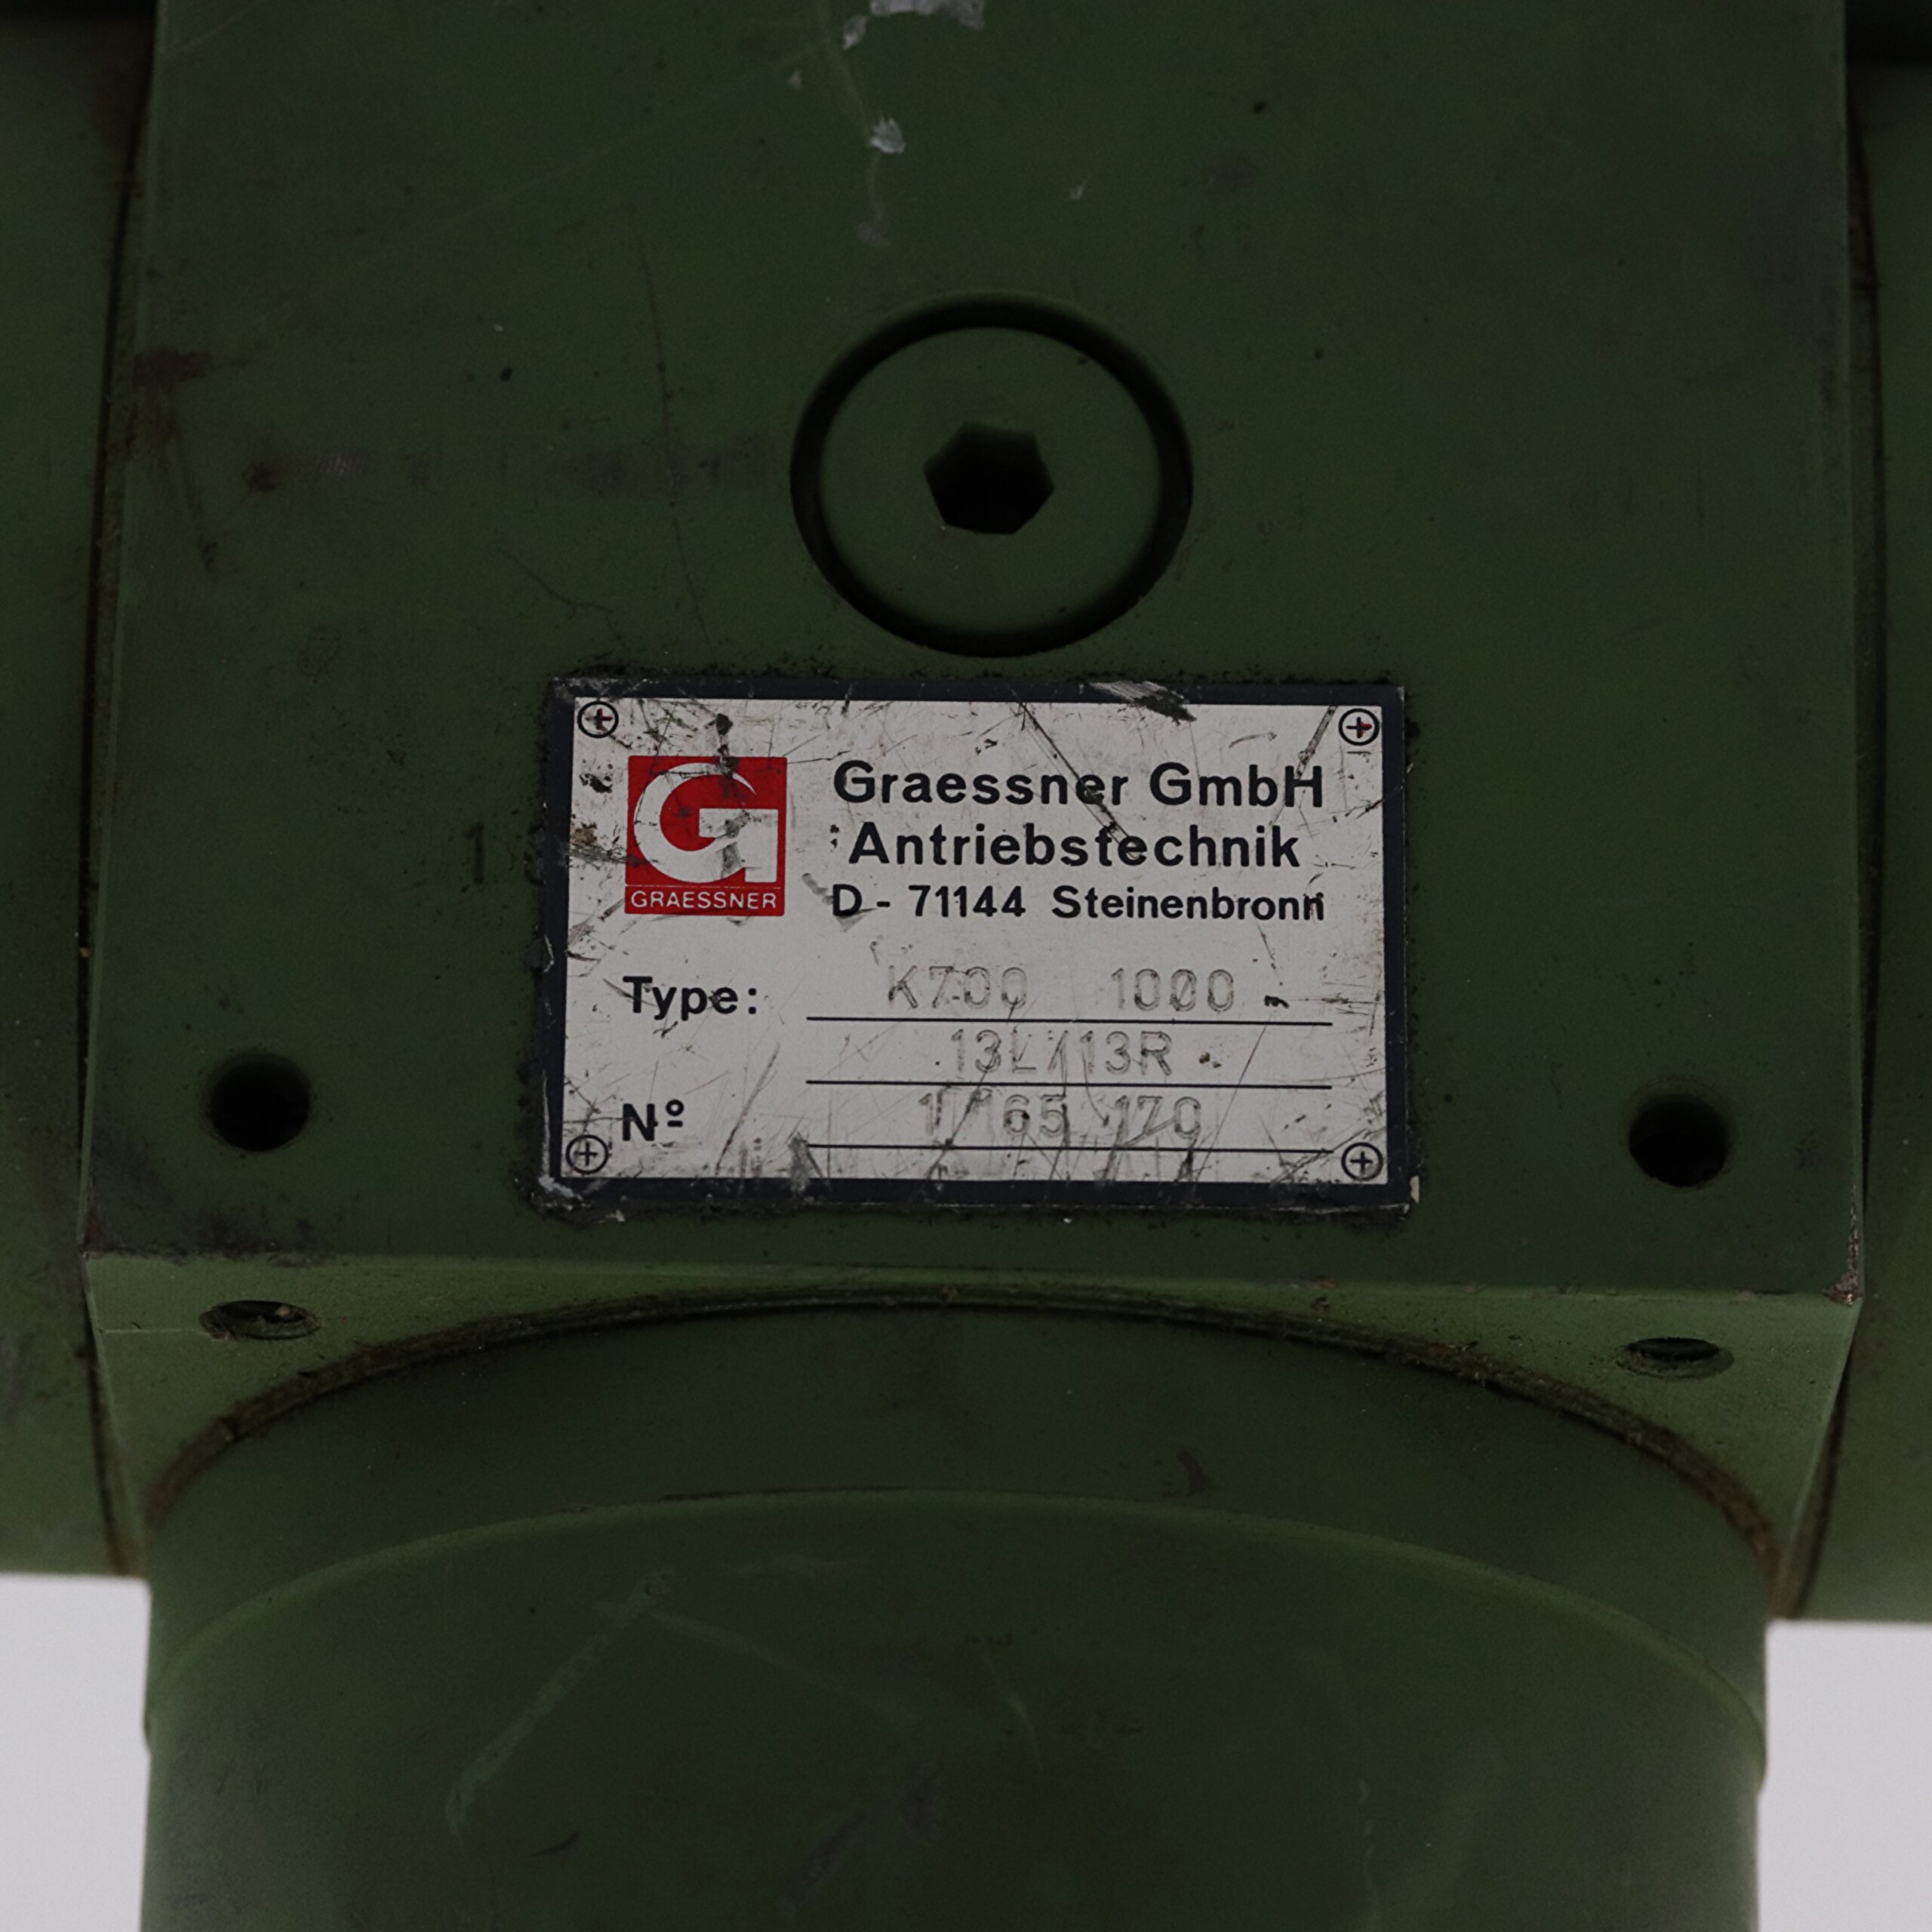 Graessner GmbH
Antriebstechnik
D - 71144 Steinenbronn
GRAESSNER
Type: K700 1000
13L/13R
Nº